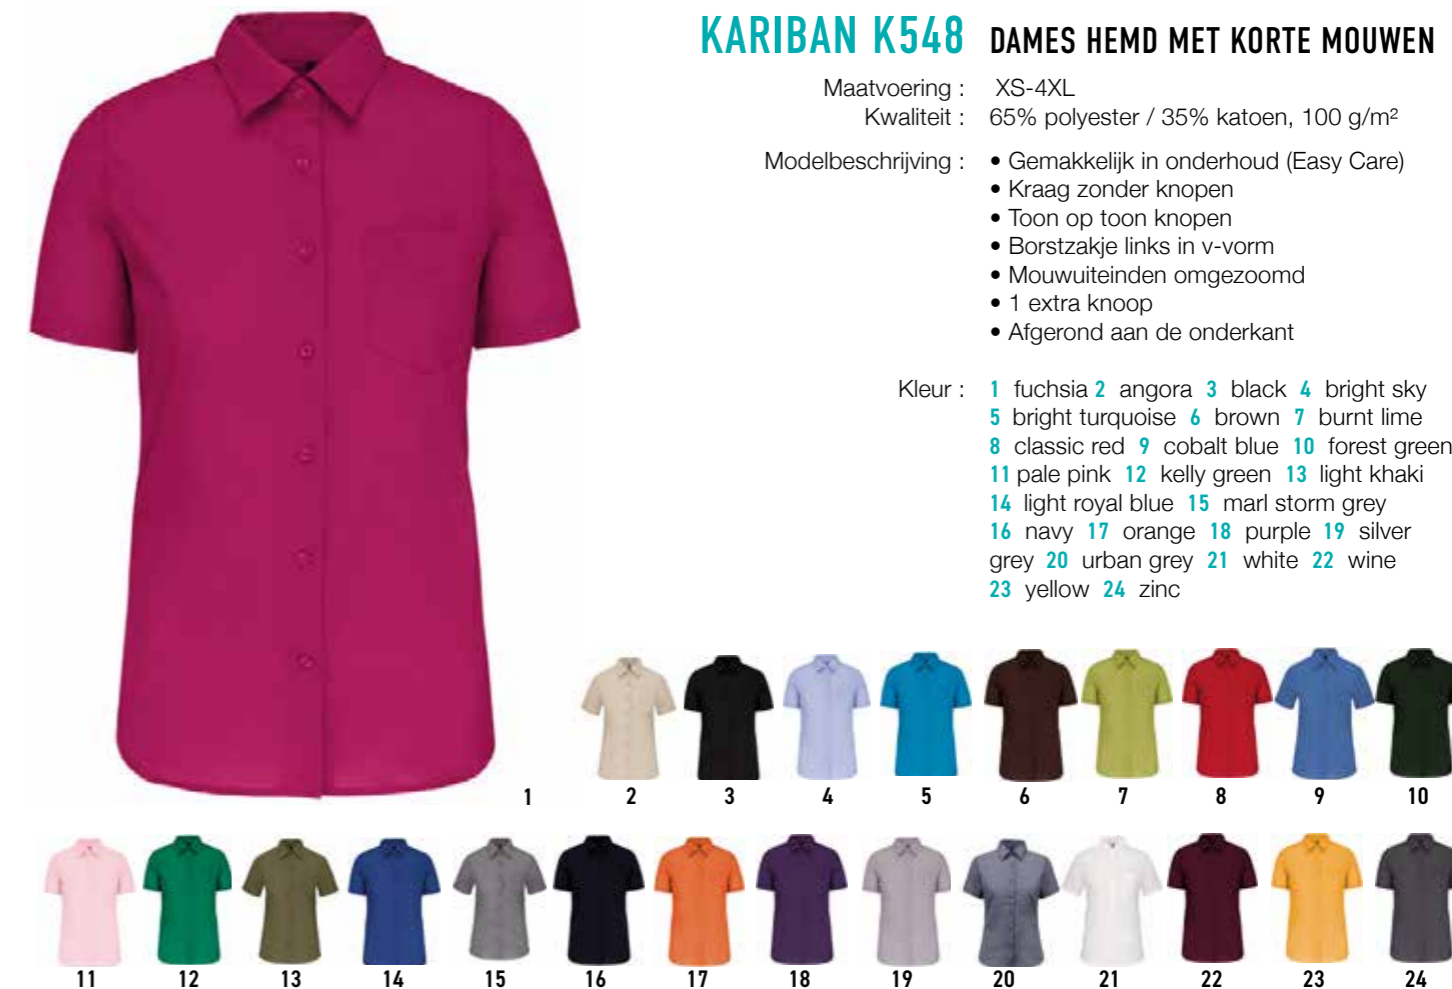 KARIBAN K548 DAMES HEMD MET KORTE MOUWEN
Maatvoering : XS-4XL
Kwaliteit : 65% polyester / 35% katoen, 100 g/m²
Modelbeschrijving : • Gemakkelijk in onderhoud (Easy Care)
• Kraag zonder knopen
• Toon op toon knopen
• Borstzakje links in v-vorm
• Mouwuiteinden omgezoomd
• 1 extra knoop
• Afgerond aan de onderkant
Kleur : 1 fuchsia 2 angora 3 black 4 bright sky
5 bright turquoise 6 brown 7 burnt lime
8 classic red 9 cobalt blue 10 forest green
11 pale pink 12 kelly green 13 light khaki
14 light royal blue 15 marl storm grey
16 navy 17 orange 18 purple 19 silver
grey 20 urban grey 21 white 22 wine
23 yellow 24 zinc
1 2 3 4 5 6 7 8 9 10
11 12 13 14 15 16 17 18 19 20 21 22 23 24